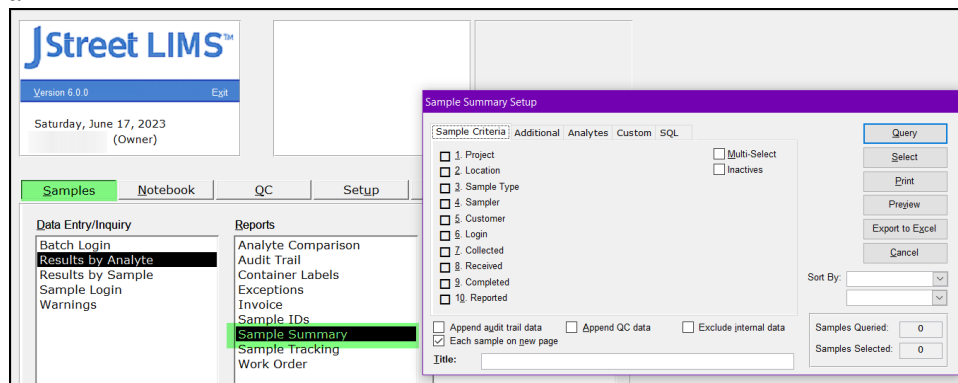 JStreet LIMS™
Version 6.0.0 Exit
Saturday, June 17, 2023
(Owner)
Samples Notebook QC Setup
Data Entry/Inquiry
Batch Login
Results by Analyte
Results by Sample
Sample Login
Warnings
Reports
Analyte Comparison
Audit Trail
Container Labels
Exceptions
Invoice
Sample IDs
Sample Summary
Sample Tracking
Work Order
Sample Summary Setup
Sample Criteria Additional Analytes Custom SQL
1. Project
2. Location
3. Sample Type
4. Sampler
5. Customer
6. Login
7. Collected
8. Received
9. Completed
10. Reported
Multi-Select
Inactives
Query
Select
Print
Preview
Export to Excel
Cancel
Sort By:
Append audit trail data Append QC data Exclude internal data
Each sample on new page
Title:
Samples Queried: 0
Samples Selected: 0